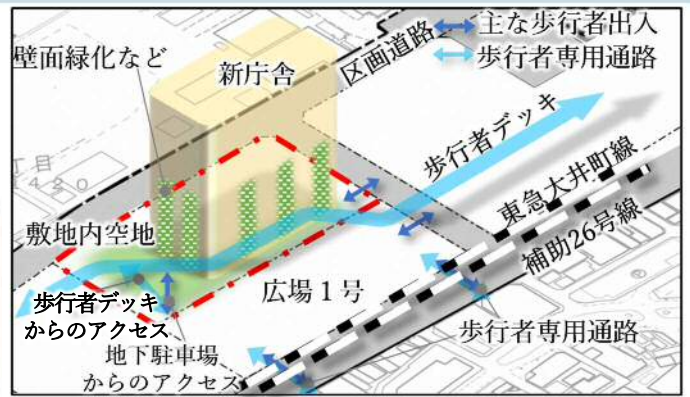 主な歩行者出入
歩行者専用通路
壁面緑化など
新庁舎
区画道路
歩行者デッキ
丁目
1420
東急大井町線
補助26号線
敷地内空地
広場1号
歩行者デッキ
からのアクセス
歩行者専用通路
地下駐車場
からのアクセス